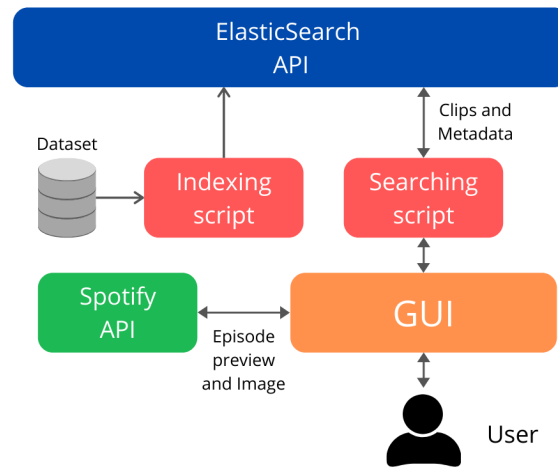 ElasticSearch
API
Clips and
Metadata
Dataset
Indexing
script
Searching
script
Spotify
API
GUI
Episode
preview
and Image
User